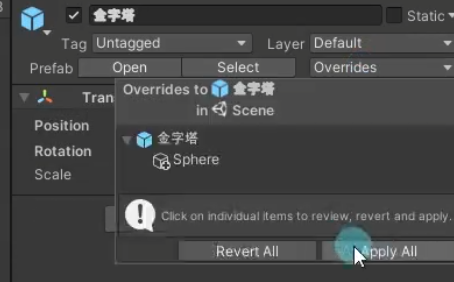 金字塔 Static
Tag Untagged Layer Default
Prefab Open Select Overrides
Overrides to 金字塔
in Scene
Position
金字塔
Rotation
Sphere
Scale
Click on individual items to review, revert and apply.
Revert All Apply All